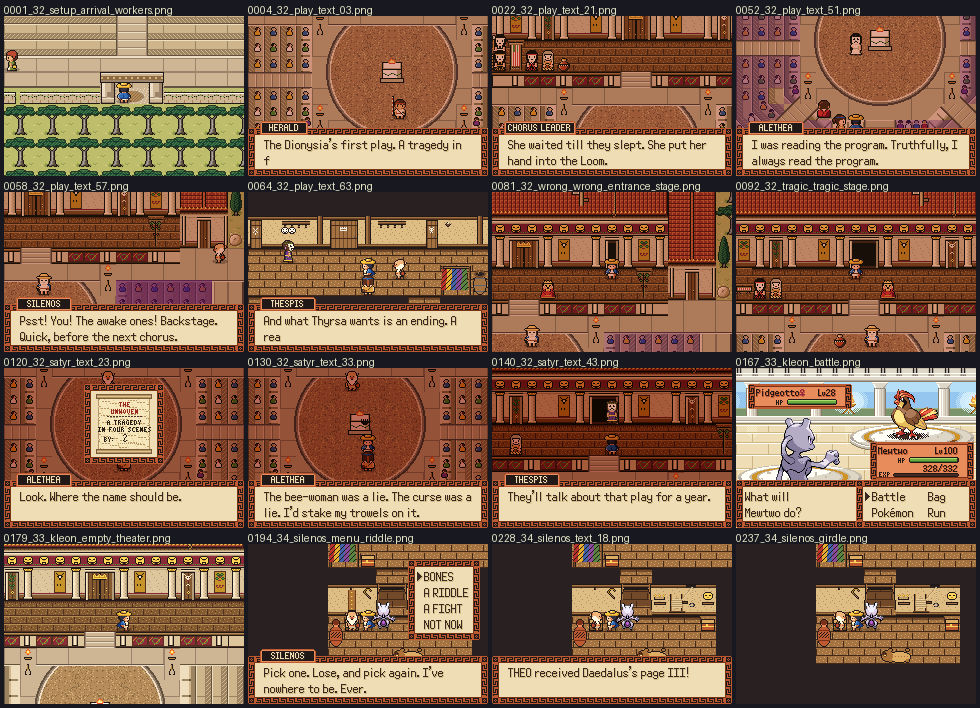 0001_32_setup_arrival_workers.png
0004_32_play_text_03.png
HERALD
The Dionysia's first play. A tragedy in
f
0022_32_play_text_21.png
CHORUS LEADER
She waited till they slept. She put her
hand into the Loom.
0052_32_play_text_51.png
ALETHEA
I was reading the program. Truthfully, I
always read the program.
0058_32_play_text_57.png
SILENOS
Psst! You! The awake ones! Backstage.
Quick, before the next chorus.
0064_32_play_text_63.png
THESPIS
And what Thyrsa wants is an ending. A
rea
0081_32_wrong_wrong_entrance_stage.png
0092_32_tragic_tragic_stage.png
0120_32_satyr_text_23.png
THE
UNWOVEN
A TRAGEDY
IN FOUR SCENES
BY: 2
ALETHEA
Look. Where the name should be.
0130_32_satyr_text_33.png
ALETHEA
The bee-woman was a lie. The curse was a
lie. I'd stake my trowels on it.
0140_32_satyr_text_43.png
THESPIS
They'll talk about that play for a year.
0167_33_kleon_battle.png
Pidgeotto♀ Lv28
HP
Mewtwo Lv100
HP
328/332
EXP
What will
Mewtwo do?
Battle Bag
Pokémon Run
0179_33_kleon_empty_theater.png
0194_34_silenos_menu_riddle.png
BONES
A RIDDLE
A FIGHT
NOT NOW
SILENOS
Pick one. Lose, and pick again. I've
nowhere to be. Ever.
0228_34_silenos_text_18.png
THEO received Daedalus's page III!
0237_34_silenos_girdle.png